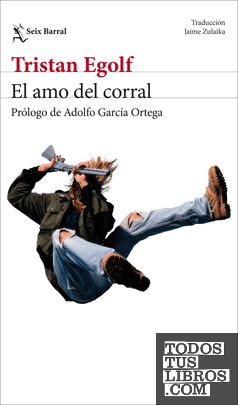 Seix Barral
Traducción
Jaime Zulaika
Tristan Egolf
El amo del corral
Prólogo de Adolfo García Ortega
TODOS
TUS
LIBROS
.COM